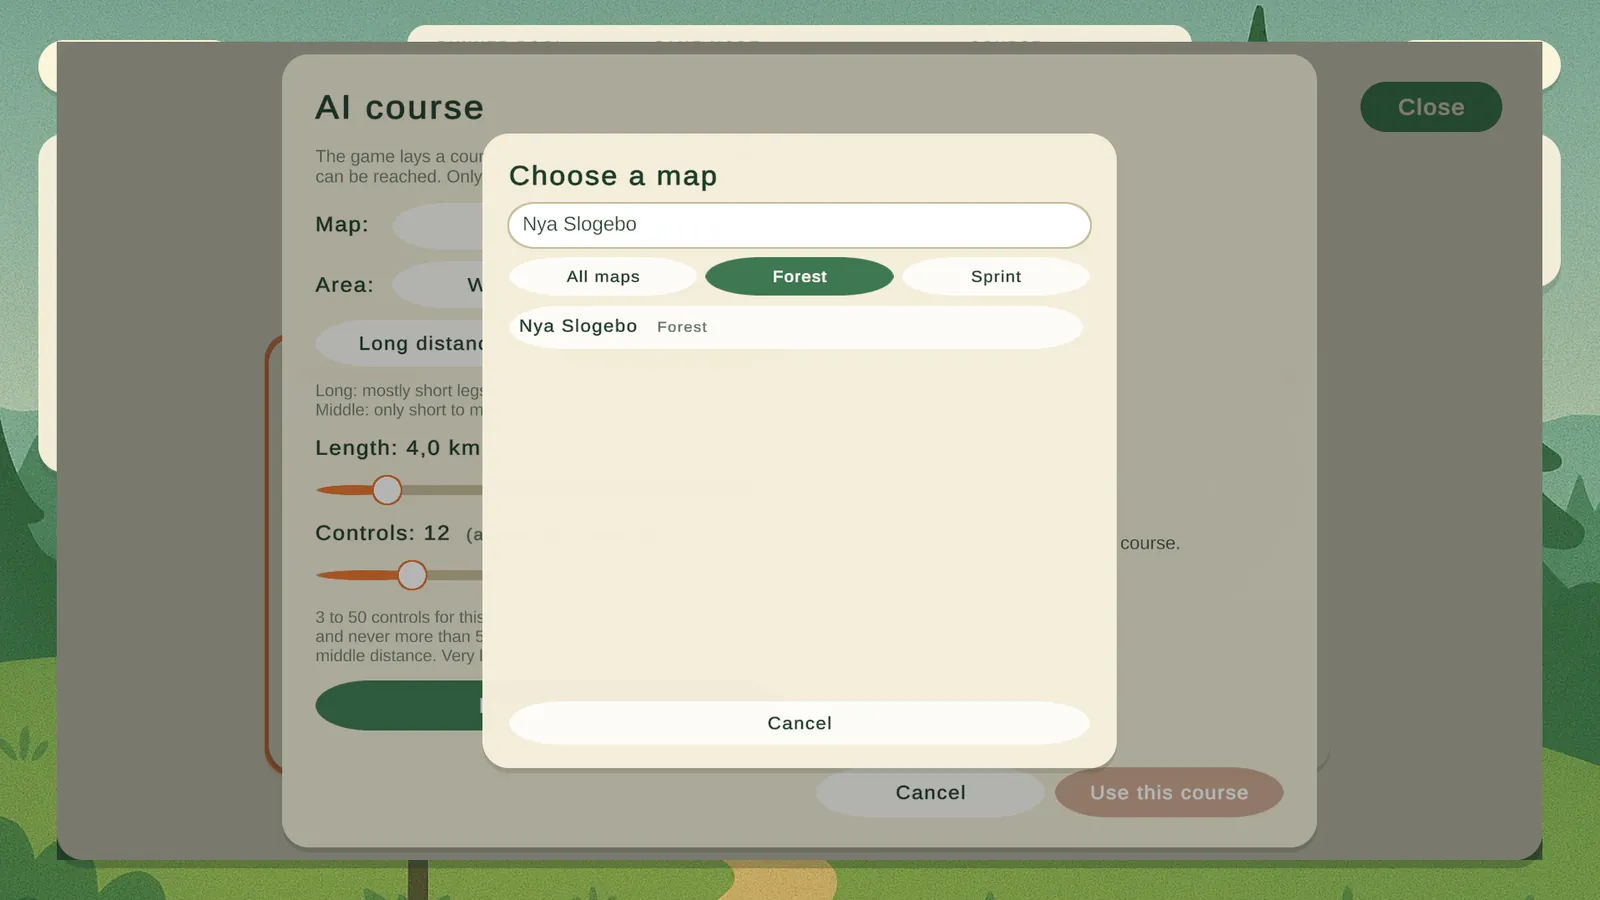 AI course
Close
The game lays a cour
can be reached. Only
Choose a map
Nya Slogebo
Map:
All maps
Forest
Sprint
Area:
W
Nya Slogebo
Forest
Long distanc
Long: mostly short legs
Middle: only short to m
Length: 4,0 km
Controls: 12 (a
course.
3 to 50 controls for this
and never more than 5
middle distance. Very
Cancel
Cancel
Use this course